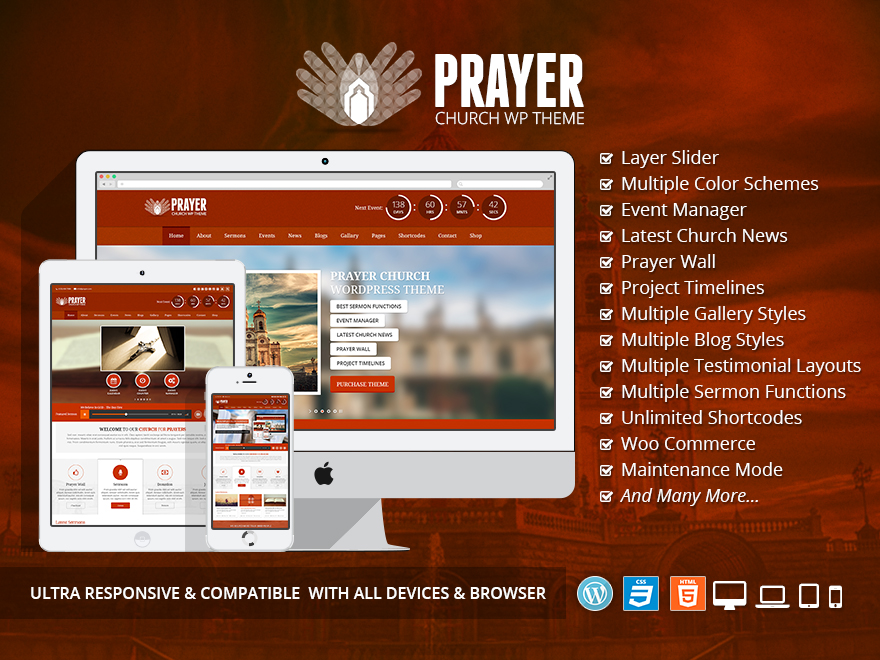 PRAYER
CHURCH WP THEME
Layer Slider
Multiple Color Schemes
Event Manager
Latest Church News
Prayer Wall
Project Timelines
Multiple Gallery Styles
Multiple Blog Styles
Multiple Testimonial Layouts
Multiple Sermon Functions
Unlimited Shortcodes
Woo Commerce
Maintenance Mode
And Many More...
PRAYER
CHURCH WP THEME
Next Event: 138 : 60 : 57 : 42
DAYS HRS MNTS SECS
Home About Sermons Events News Blogs Gallary Pages Shortcodes Contact Shop
PRAYER CHURCH
WORDPRESS THEME
BEST SERMON FUNCTIONS
EVENT MANAGER
LATEST CHURCH NEWS
PRAYER WALL
PROJECT TIMELINES
PURCHASE THEME
PRAYER
WELCOME TO OUR CHURCH FOR PRAYERS
Prayer Wall Sermons Donation
Latest Sermons
ULTRA RESPONSIVE & COMPATIBLE WITH ALL DEVICES & BROWSER
CSS
3
HTML
5